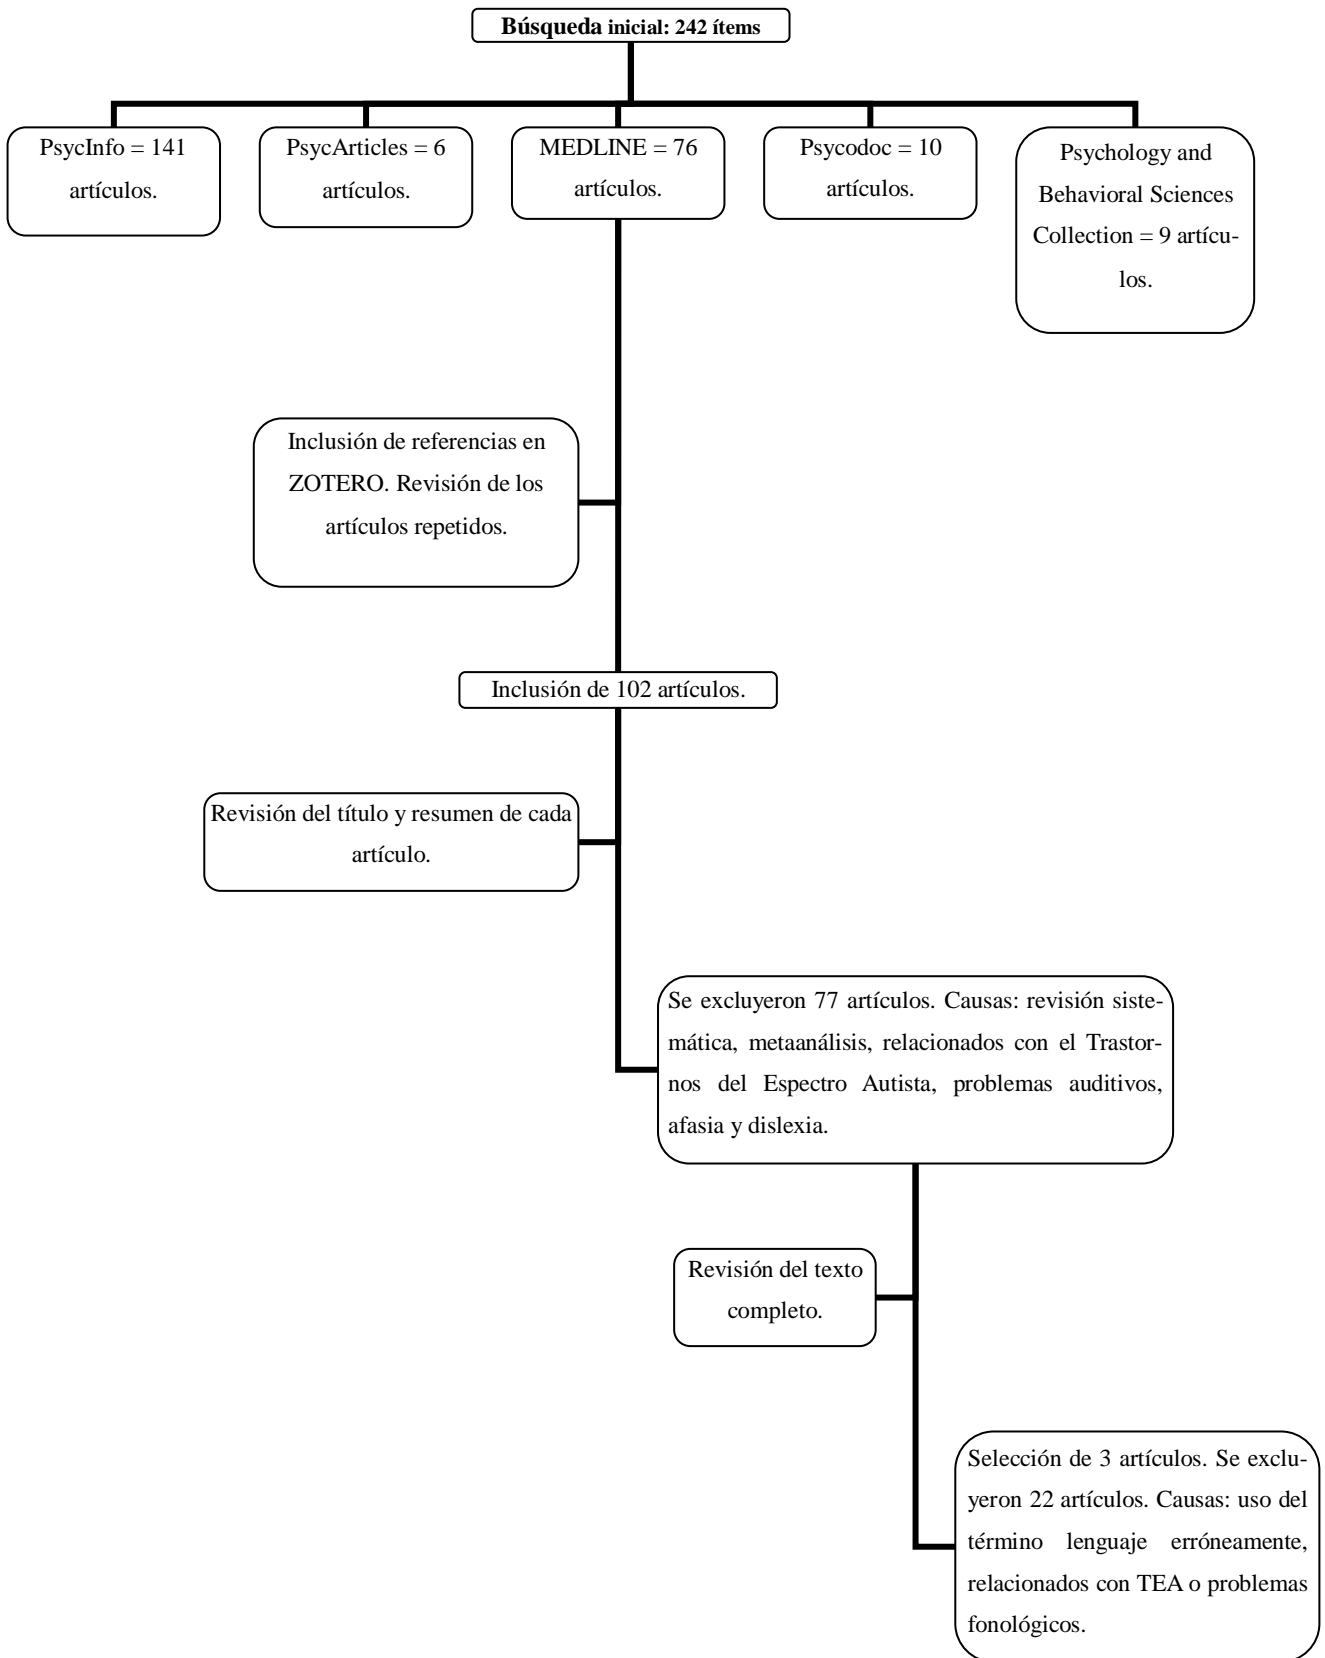 Búsqueda inicial: 242 ítems
PsycInfo = 141
artículos.
PsycArticles = 6
artículos.
MEDLINE = 76
artículos.
Psycodoc = 10
artículos.
Psychology and
Behavioral Sciences
Collection = 9 artícu-
los.
Inclusión de referencias en
ZOTERO. Revisión de los
artículos repetidos.
Inclusión de 102 artículos.
Revisión del título y resumen de cada
artículo.
Se excluyeron 77 artículos. Causas: revisión siste-
mática, metaanálisis, relacionados con el Trastor-
nos del Espectro Autista, problemas auditivos,
afasia y dislexia.
Revisión del texto
completo.
Selección de 3 artículos. Se exclu-
yeron 22 artículos. Causas: uso del
término lenguaje erróneamente,
relacionados con TEA o problemas
fonológicos.